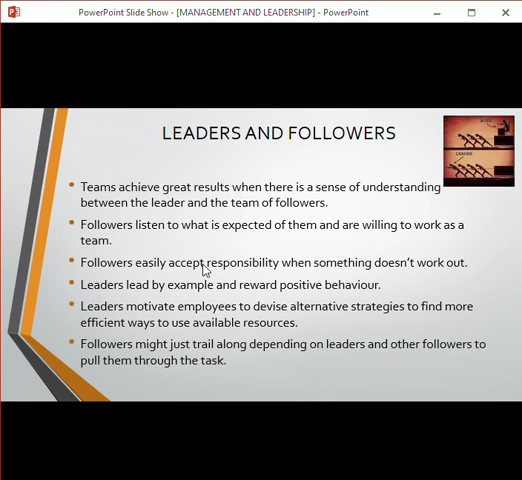 PowerPoint Slide Show - [MANAGEMENT AND LEADERSHIP] - PowerPoint
LEADERS AND FOLLOWERS
LEADER
• Teams achieve great results when there is a sense of understanding
between the leader and the team of followers.
• Followers listen to what is expected of them and are willing to work as a
team.
• Followers easily accept responsibility when something doesn’t work out.
• Leaders lead by example and reward positive behaviour.
• Leaders motivate employees to devise alternative strategies to find more
efficient ways to use available resources.
• Followers might just trail along depending on leaders and other followers to
pull them through the task.